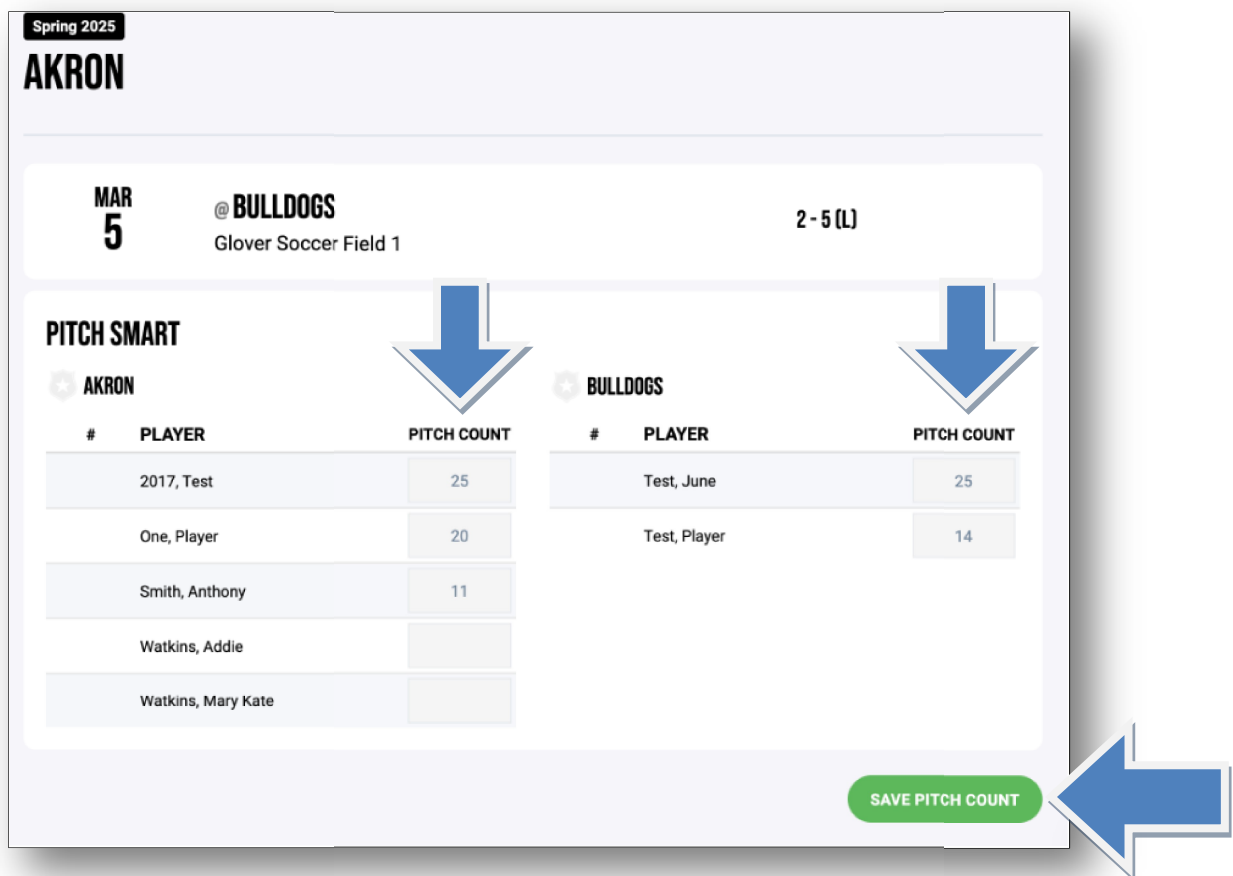 Spring 2025
AKRON
MAR
5
@ BULLDOGS
Glover Soccer Field 1
2 - 5 (L)
PITCH SMART
AKRON
# PLAYER PITCH COUNT
2017, Test 25
One, Player 20
Smith, Anthony 11
Watkins, Addie
Watkins, Mary Kate
BULLDOGS
# PLAYER PITCH COUNT
Test, June 25
Test, Player 14
SAVE PITCH COUNT